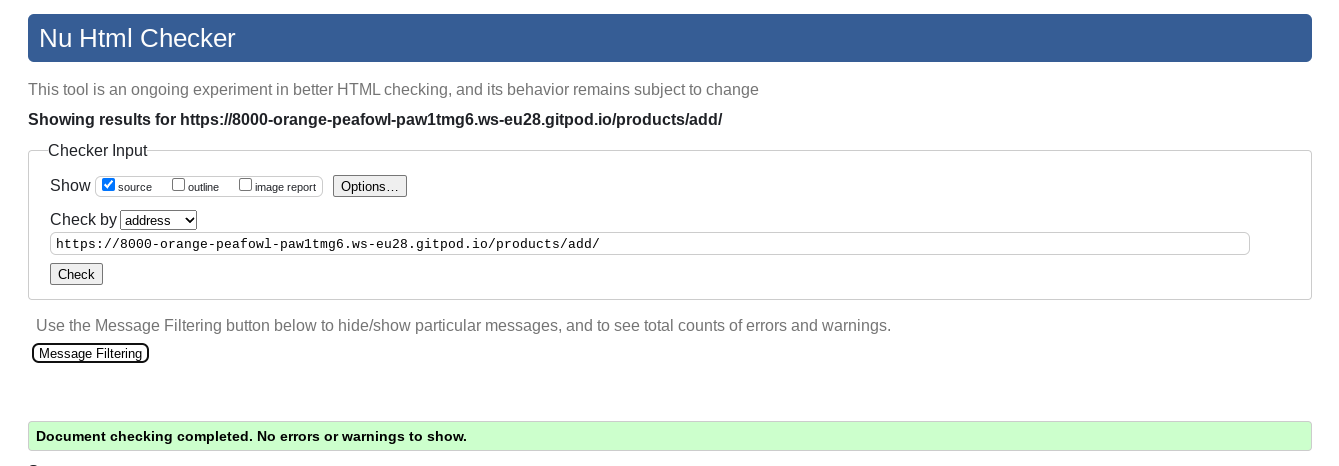 Nu Html Checker
This tool is an ongoing experiment in better HTML checking, and its behavior remains subject to change
Showing results for https://8000-orange-peafowl-paw1tmg6.ws-eu28.gitpod.io/products/add/
Checker Input
Show source outline image report Options...
Check by address
https://8000-orange-peafowl-paw1tmg6.ws-eu28.gitpod.io/products/add/
Check
Use the Message Filtering button below to hide/show particular messages, and to see total counts of errors and warnings.
Message Filtering
Document checking completed. No errors or warnings to show.